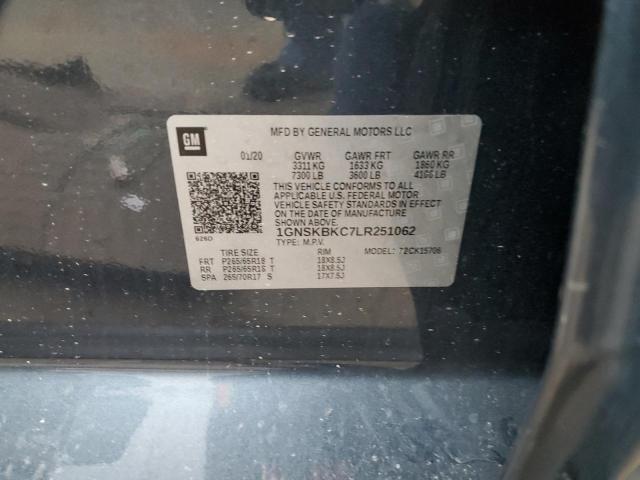 GM
MFD BY GENERAL MOTORS LLC
01/20 GVWR GAWR FRT GAWR RR
3311 KG 1633 KG 1860 KG
7300 LB 3600 LB 4100 LB
THIS VEHICLE CONFORMS TO ALL
APPLICABLE U.S. FEDERAL MOTOR
VEHICLE SAFETY STANDARDS IN
EFFECT ON THE DATE OF MANUFACTURE
SHOWN ABOVE.
1GNSKBKC7LR251062
TYPE: M.P.V. MODEL: 72CK15706
626D
TIRE SIZE RIM
FRT P265/65R18 T 18X8.5J
RR P265/65R18 T 18X8.5J
SPA 265/70R17 S 17X7.5J